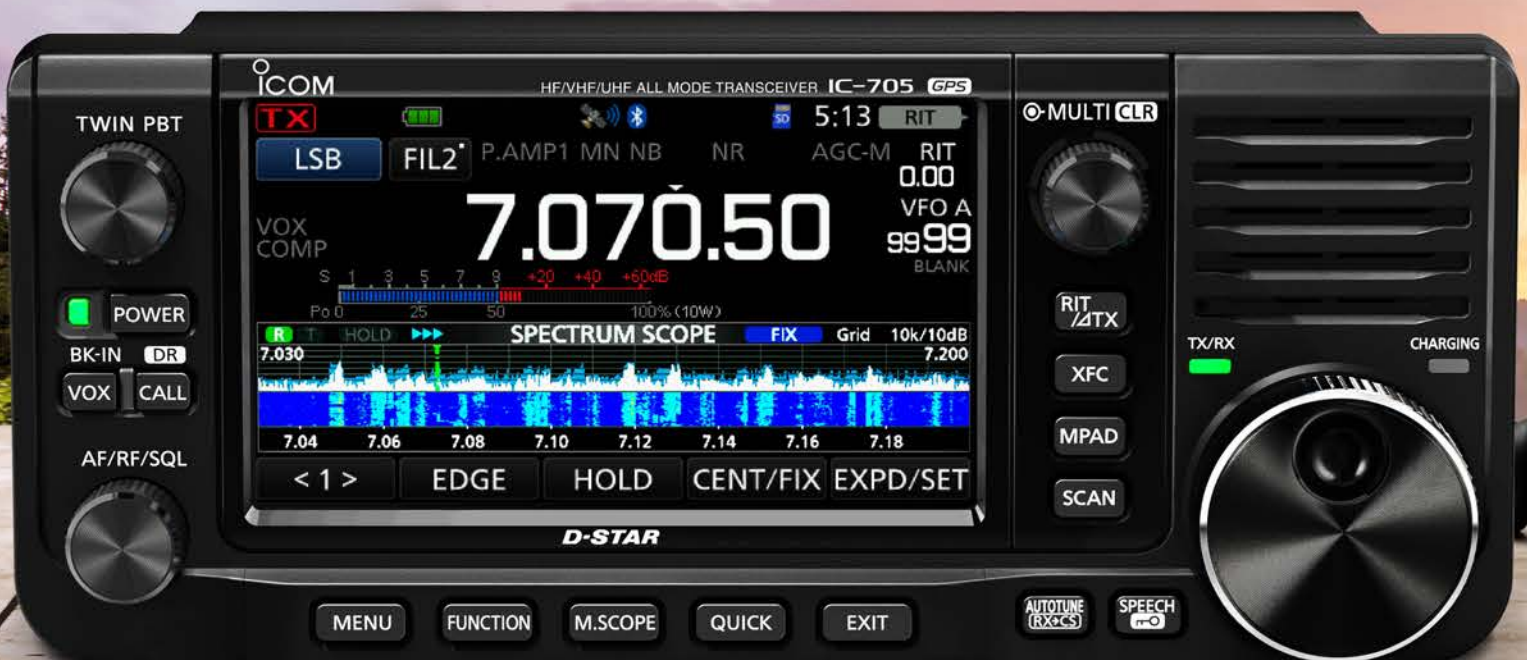 ICOM
HF/VHF/UHF ALL MODE TRANSCEIVER IC-705 GPS
TWIN PBT
TX
SD
5:13 RIT
MULTI CLR
LSB FIL2 P.AMP1 MN NB NR AGC-M RIT
0.00
7.070.50
VFO A
VOX
COMP
9999
BLANK
S 1 3 5 7 9 +20 +40 +60dB
Po 0 25 50 100% (10W)
POWER
R T HOLD SPECTRUM SCOPE FIX Grid 10k/10dB
7.030 7.200
BK-IN DR
VOX CALL
7.04 7.06 7.08 7.10 7.12 7.14 7.16 7.18
AF/RF/SQL
<1> EDGE HOLD CENT/FIX EXPD/SET
D-STAR
RIT
/⊿TX
XFC
MPAD
SCAN
TX/RX CHARGING
MENU FUNCTION M.SCOPE QUICK EXIT
AUTOTUNE
RX→CS
SPEECH